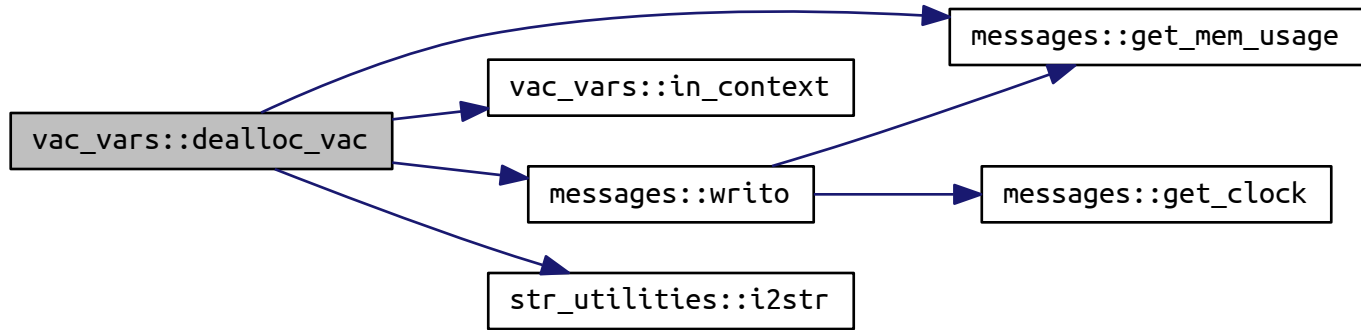 messages::get_mem_usage
vac_vars::in_context
vac_vars::dealloc_vac
messages::writo
messages::get_clock
str_utilities::i2str